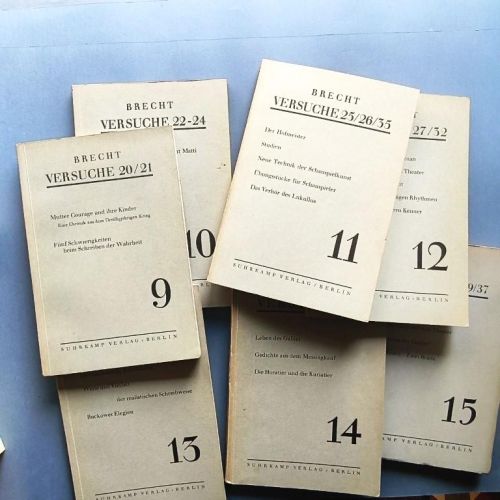 BRECHT
VERSUCHE 22-24
Matti
10
BRECHT
VERSUCHE 20/21
Mutter Courage und ihre Kinder
Eine Chronik aus dem Dreißigjährigen Krieg
Fünf Schwierigkeiten
beim Schreiben der Wahrheit
9
SUHRKAMP VERLAG · BERLIN
BRECHT
VERSUCHE 25/26/35
Der Hofmeister
Studien
Neue Technik der Schauspielkunst
Übungsstücke für Schauspieler
Das Verhör des Lukullus
11
SUHRKAMP VERLAG / BERLIN
27/32
Theater
Rhythmen
12
SUHRKAMP VERLAG · BERLIN
der realistischen Schreibweise
Buckower Elegien
13
Leben des Galilei
Gedichte aus dem Messingkauf
Die Horatier und die Kuriatier
14
SUHRKAMP VERLAG · BERLIN
/37
15
SUHRKAMP VERLAG · BERLIN